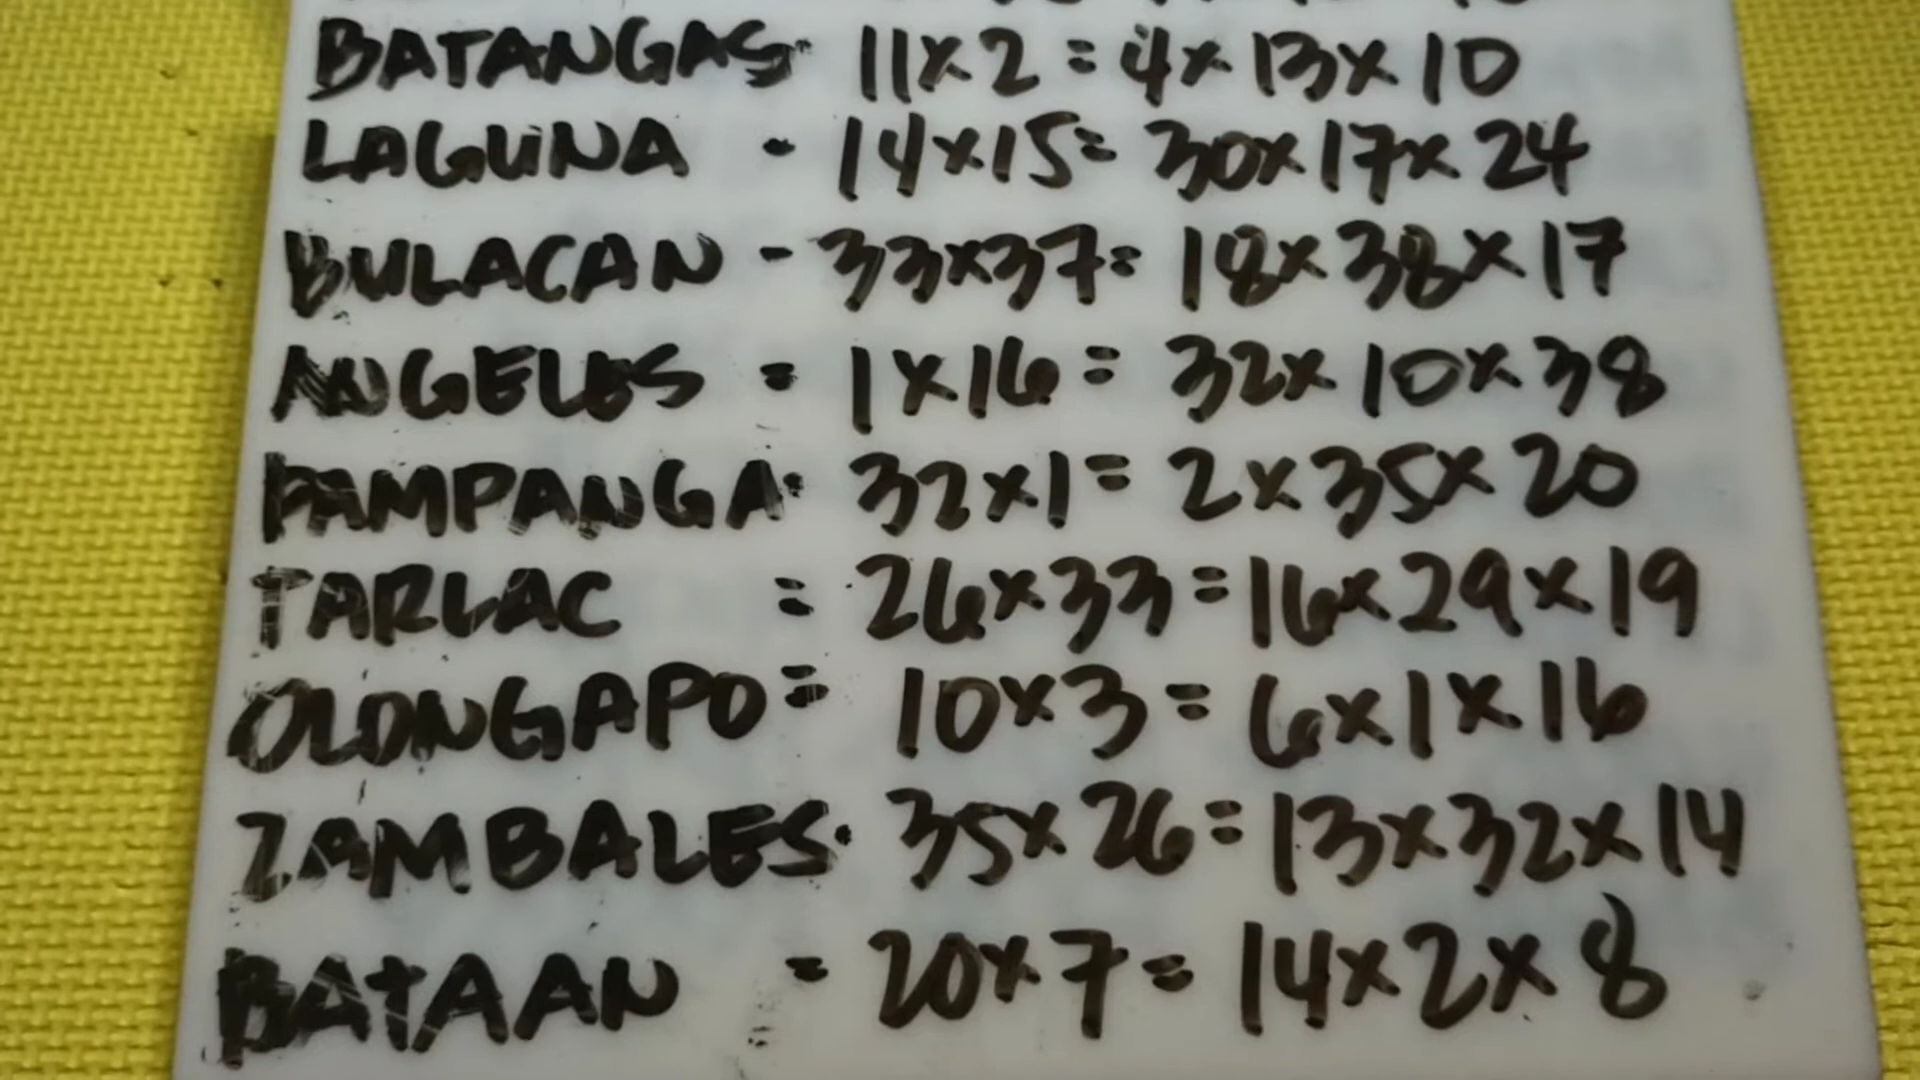 BATANGAS- 11x2 = 4x13x10
LAGUNA - 14x15= 30x17x24
BULACAN - 33x37= 18x38x17
ANGELES = 1x16= 32x10x38
PAMPANGA- 32x1= 2x35x20
TARLAC = 26x33=16x29x19
OLONGAPO= 10x3= 6x1x16
ZAMBALES- 35x26=13x32x14
BATAAN - 20x7= 14x2x8